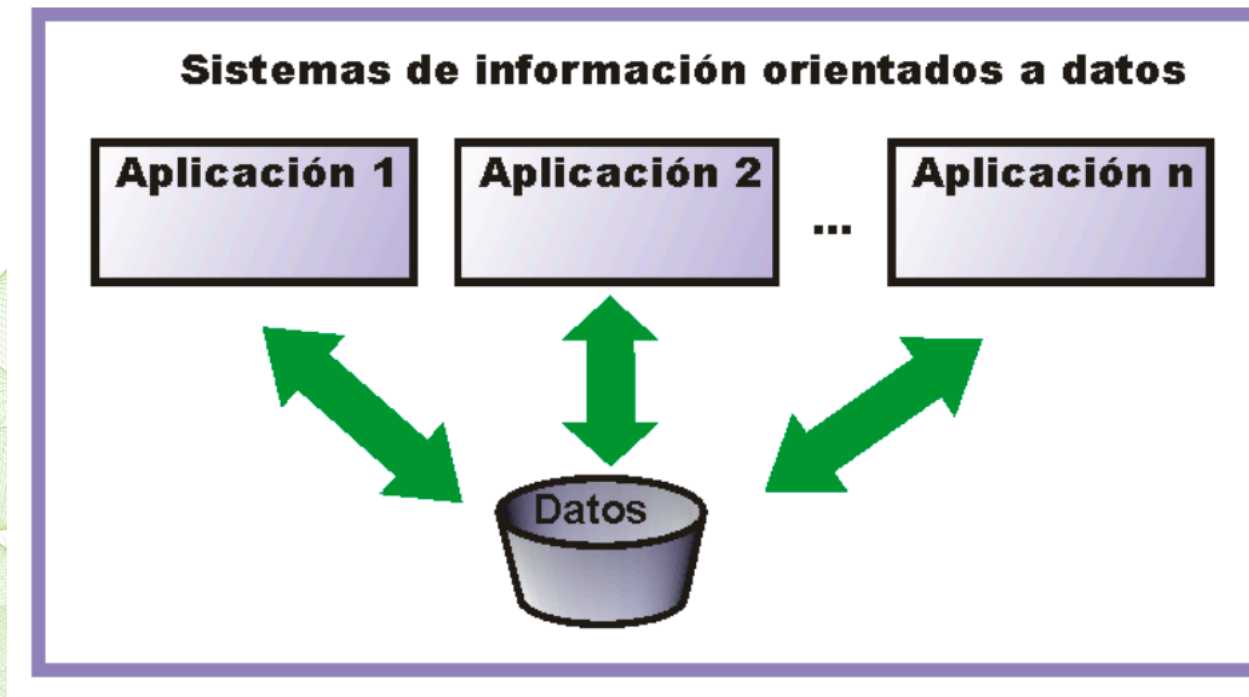 Sistemas de información orientados a datos
Aplicación 1 Aplicación 2 ... Aplicación n
Datos